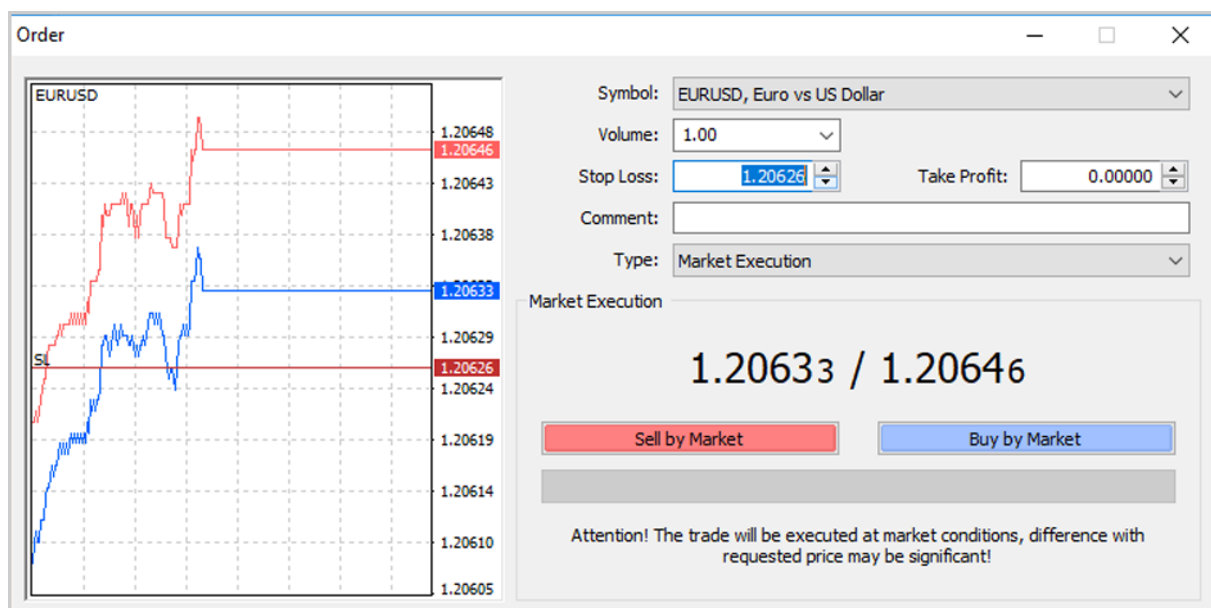 Order
EURUSD
1.20648
1.20646
1.20643
1.20638
1.20633
1.20629
SL
1.20626
1.20624
1.20619
1.20614
1.20610
1.20605
Symbol: EURUSD, Euro vs US Dollar
Volume: 1.00
Stop Loss: 1.20626 Take Profit: 0.00000
Comment:
Type: Market Execution
Market Execution
1.20633 / 1.20646
Sell by Market Buy by Market
Attention! The trade will be executed at market conditions, difference with
requested price may be significant!